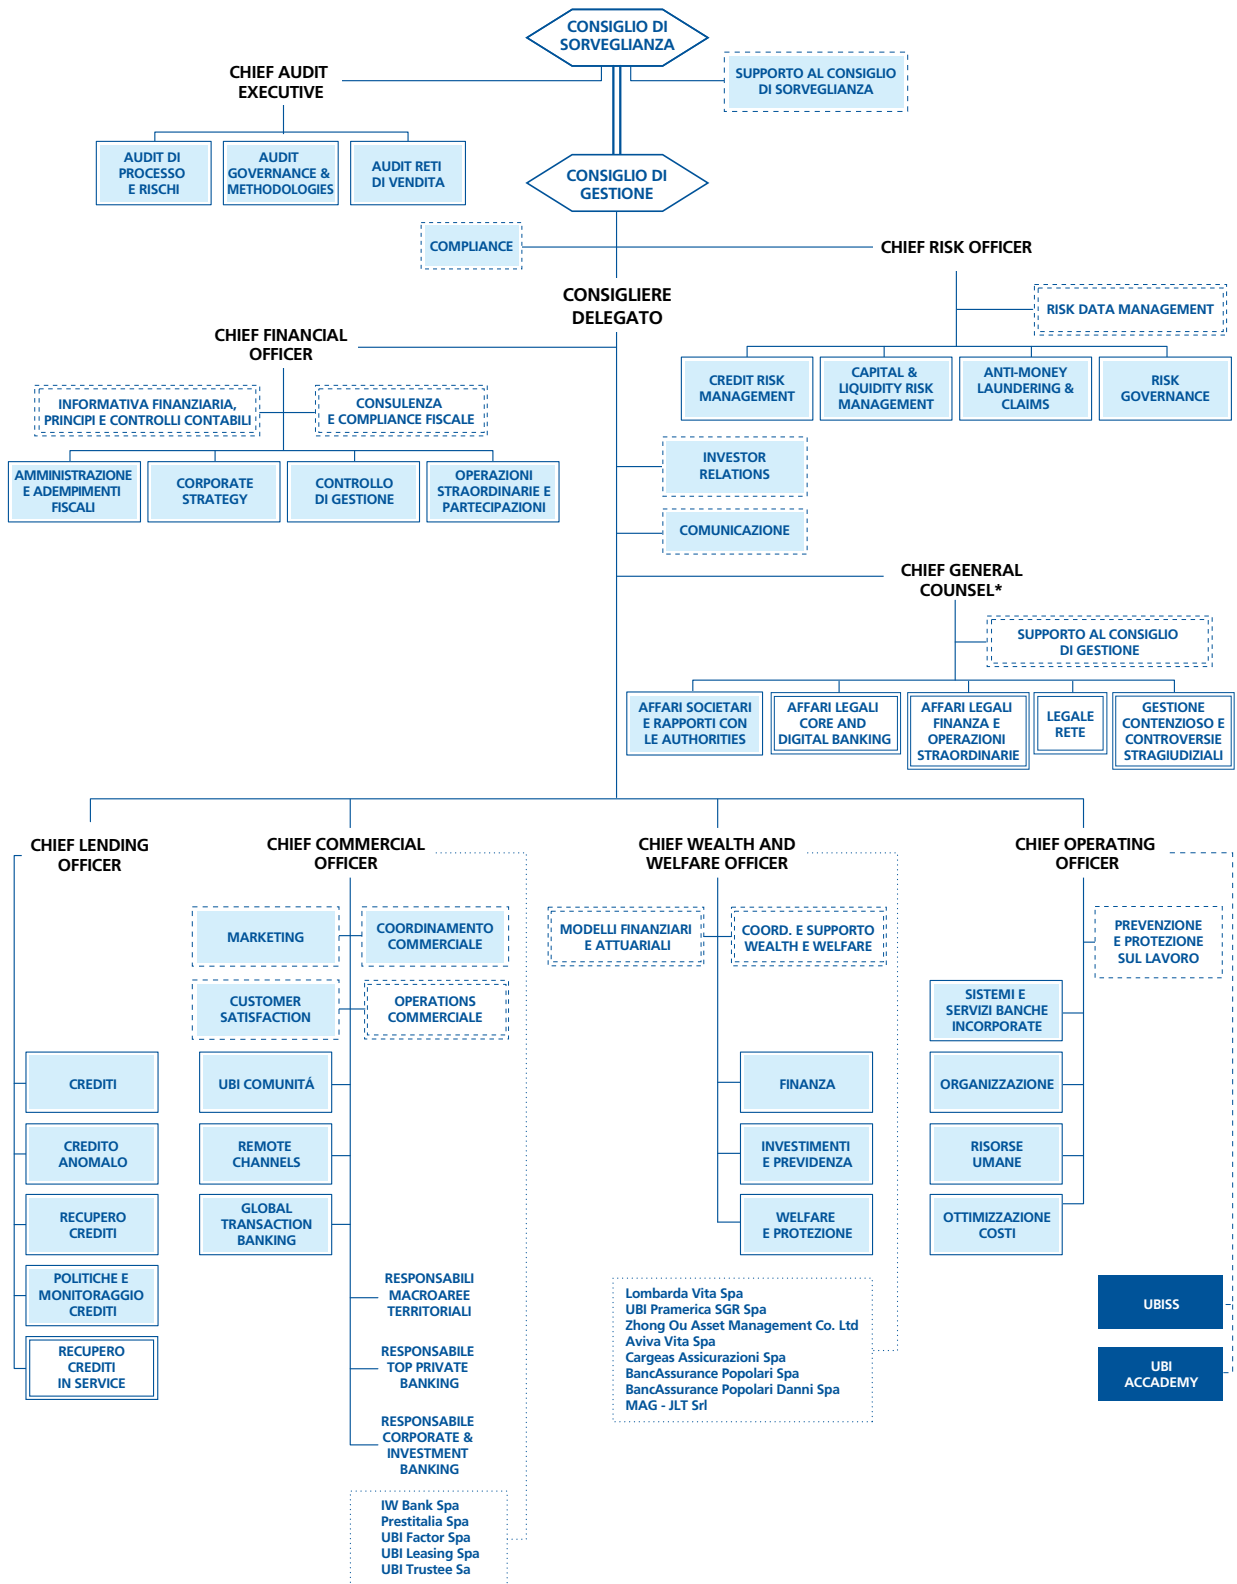 CONSIGLIO DI
SORVEGLIANZA
CHIEF AUDIT
EXECUTIVE
SUPPORTO AL CONSIGLIO
DI SORVEGLIANZA
AUDIT DI
PROCESSO
E RISCHI
AUDIT
GOVERNANCE &
METHODOLOGIES
AUDIT RETI
DI VENDITA
CONSIGLIO DI
GESTIONE
COMPLIANCE
CHIEF RISK OFFICER
CONSIGLIERE
DELEGATO
RISK DATA MANAGEMENT
CHIEF FINANCIAL
OFFICER
CREDIT RISK
MANAGEMENT
CAPITAL &
LIQUIDITY RISK
MANAGEMENT
ANTI-MONEY
LAUNDERING &
CLAIMS
RISK
GOVERNANCE
INFORMATIVA FINANZIARIA,
PRINCIPI E CONTROLLI CONTABILI
CONSULENZA
E COMPLIANCE FISCALE
AMMINISTRAZIONE
E ADEMPIMENTI
FISCALI
CORPORATE
STRATEGY
CONTROLLO
DI GESTIONE
OPERAZIONI
STRAORDINARIE E
PARTECIPAZIONI
INVESTOR
RELATIONS
COMUNICAZIONE
CHIEF GENERAL
COUNSEL*
SUPPORTO AL CONSIGLIO
DI GESTIONE
AFFARI SOCIETARI
E RAPPORTI CON
LE AUTHORITIES
AFFARI LEGALI
CORE AND
DIGITAL BANKING
AFFARI LEGALI
FINANZA E
OPERAZIONI
STRAORDINARIE
LEGALE
RETE
GESTIONE
CONTENZIOSO E
CONTROVERSIE
STRAGIUDIZIALI
CHIEF LENDING
OFFICER
CREDITI
CREDITO
ANOMALO
RECUPERO
CREDITI
POLITICHE E
MONITORAGGIO
CREDITI
RECUPERO
CREDITI
IN SERVICE
CHIEF COMMERCIAL
OFFICER
MARKETING
COORDINAMENTO
COMMERCIALE
CUSTOMER
SATISFACTION
OPERATIONS
COMMERCIALE
UBI COMUNITÁ
REMOTE
CHANNELS
GLOBAL
TRANSACTION
BANKING
RESPONSABILI
MACROAREE
TERRITORIALI
RESPONSABILE
TOP PRIVATE
BANKING
RESPONSABILE
CORPORATE &
INVESTMENT
BANKING
IW Bank Spa
Prestitalia Spa
UBI Factor Spa
UBI Leasing Spa
UBI Trustee Sa
CHIEF WEALTH AND
WELFARE OFFICER
MODELLI FINANZIARI
E ATTUARIALI
COORD. E SUPPORTO
WEALTH E WELFARE
FINANZA
INVESTIMENTI
E PREVIDENZA
WELFARE
E PROTEZIONE
Lombarda Vita Spa
UBI Pramerica SGR Spa
Zhong Ou Asset Management Co. Ltd
Aviva Vita Spa
Cargeas Assicurazioni Spa
BancAssurance Popolari Spa
BancAssurance Popolari Danni Spa
MAG - JLT Srl
CHIEF OPERATING
OFFICER
PREVENZIONE
E PROTEZIONE
SUL LAVORO
SISTEMI E
SERVIZI BANCHE
INCORPORATE
ORGANIZZAZIONE
RISORSE
UMANE
OTTIMIZZAZIONE
COSTI
UBISS
UBI
ACCADEMY